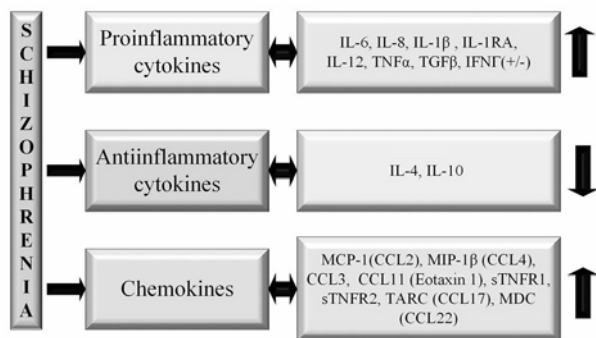 SCHIZOPHRENIA
Proinflammatory
cytokines
IL-6, IL-8, IL-1β , IL-1RA,
IL-12, TNFα, TGFβ, IFNΓ(+/-)
Antiinflammatory
cytokines
IL-4, IL-10
Chemokines
MCP-1(CCL2), MIP-1β (CCL4),
CCL3, CCL11 (Eotaxin 1), sTNFR1,
sTNFR2, TARC (CCL17), MDC
(CCL22)